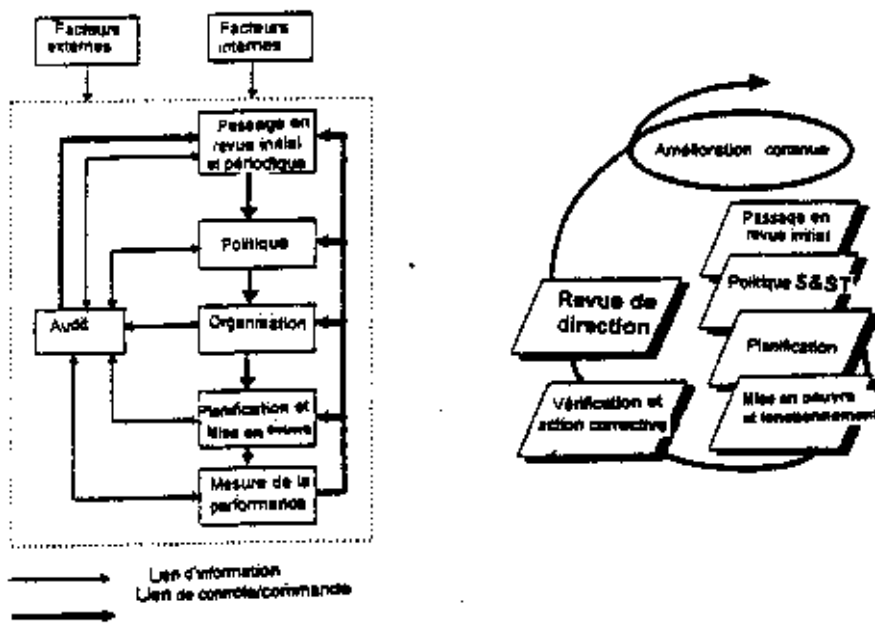 Facteurs
externes
Facteurs
internes
Passage en
revue initial
et périodique
Politique
Audit
Organisation
Planification et
Mise en œuvre
Mesure de la
performance
Lien d'information
Lien de contrôle/commande
Amélioration continue
Passage en
revue initial
Politique S&ST
Planification
Mise en œuvre
et fonctionnement
Revue de
direction
Vérification et
action corrective